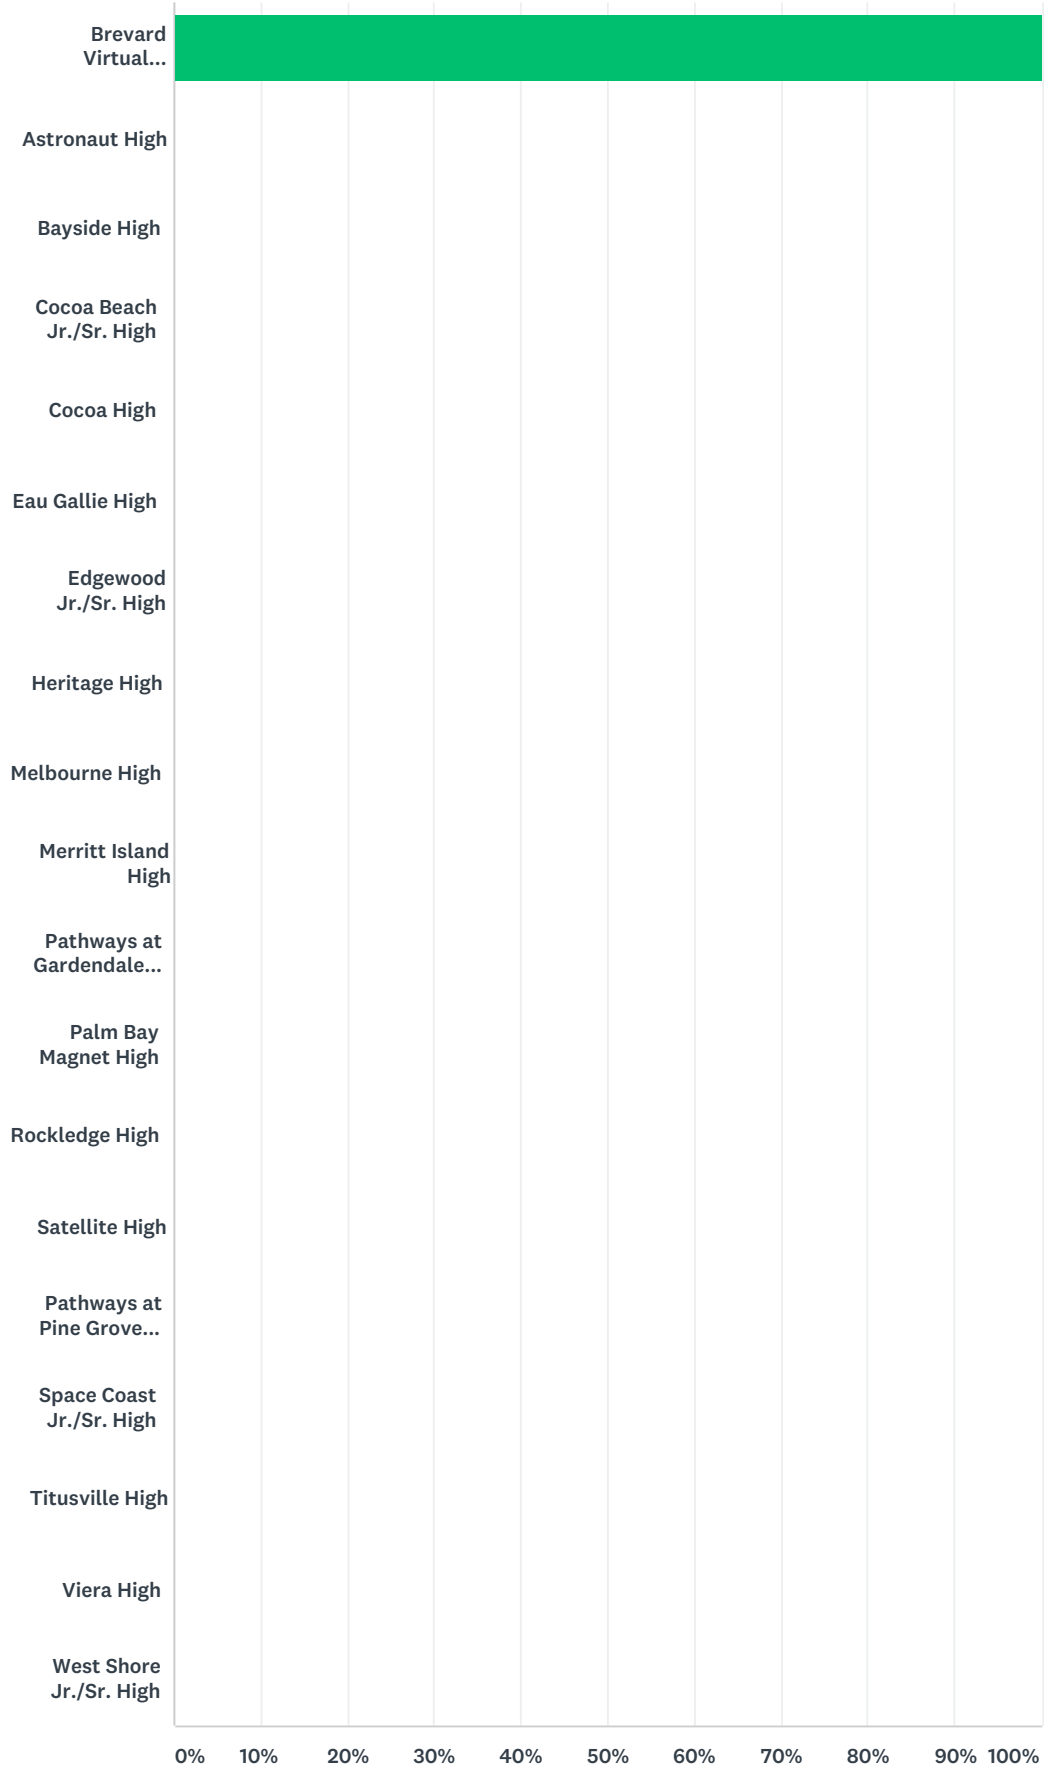 Brevard
Virtual...
Astronaut High
Bayside High
Cocoa Beach
Jr./Sr. High
Cocoa High
Eau Gallie High
Edgewood
Jr./Sr. High
Heritage High
Melbourne High
Merritt Island
High
Pathways at
Gardendale...
Palm Bay
Magnet High
Rockledge High
Satellite High
Pathways at
Pine Grove...
Space Coast
Jr./Sr. High
Titusville High
Viera High
West Shore
Jr./Sr. High
0% 10% 20% 30% 40% 50% 60% 70% 80% 90% 100%